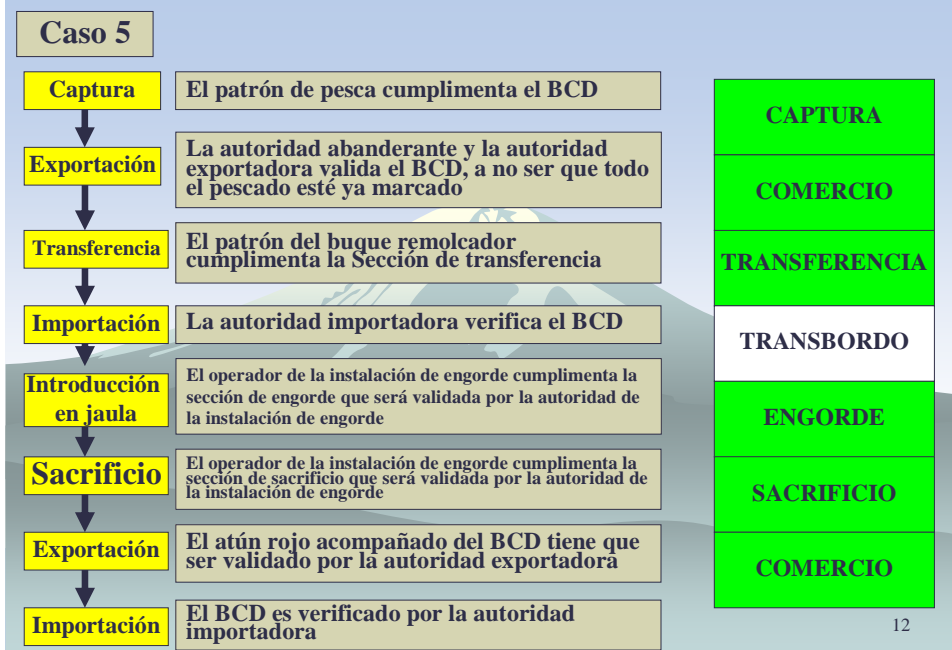 Caso 5
Captura
El patrón de pesca cumplimenta el BCD
Exportación
La autoridad abanderante y la autoridad
exportadora valida el BCD, a no ser que todo
el pescado esté ya marcado
Transferencia
El patrón del buque remolcador
cumplimenta la Sección de transferencia
Importación
La autoridad importadora verifica el BCD
Introducción
en jaula
El operador de la instalación de engorde cumplimenta la
sección de engorde que será validada por la autoridad de
la instalación de engorde
Sacrificio
El operador de la instalación de engorde cumplimenta la
sección de sacrificio que será validada por la autoridad de
la instalación de engorde
Exportación
El atún rojo acompañado del BCD tiene que
ser validado por la autoridad exportadora
Importación
El BCD es verificado por la autoridad
importadora
CAPTURA
COMERCIO
TRANSFERENCIA
TRANSBORDO
ENGORDE
SACRIFICIO
COMERCIO
12